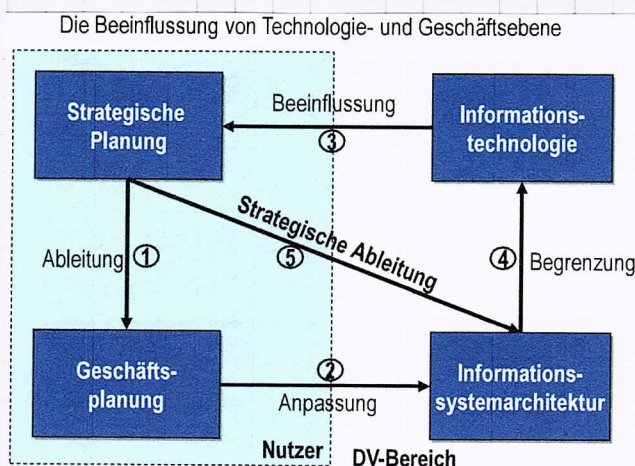 Die Beeinflussung von Technologie- und Geschäftsebene
Strategische
Planung
Beeinflussung
③
Informations-
technologie
Strategische Ableitung
⑤
Ableitung ①
④ Begrenzung
Geschäfts-
planung
②
Anpassung
Informations-
systemarchitektur
Nutzer
DV-Bereich